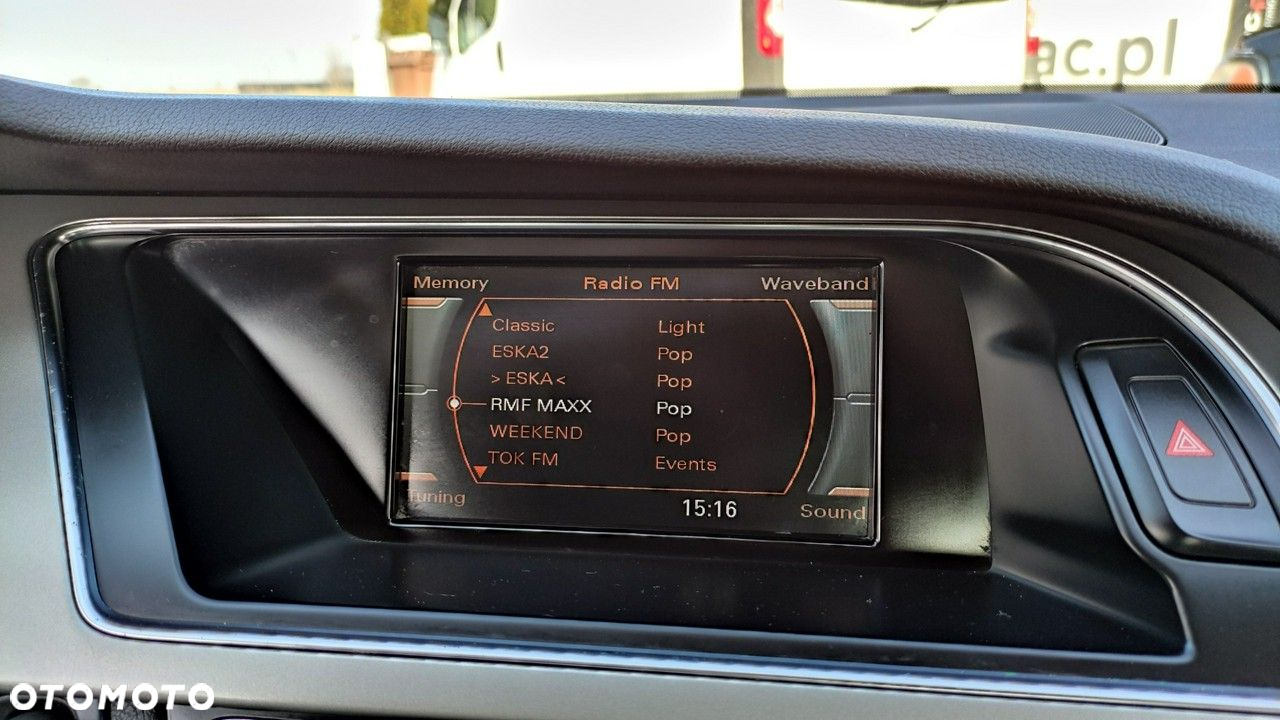 ac.pl
Memory Radio FM Waveband
Classic Light
ESKA2 Pop
> ESKA < Pop
RMF MAXX Pop
WEEKEND Pop
TOK FM Events
Tuning 15:16 Sound
OTOMOTO